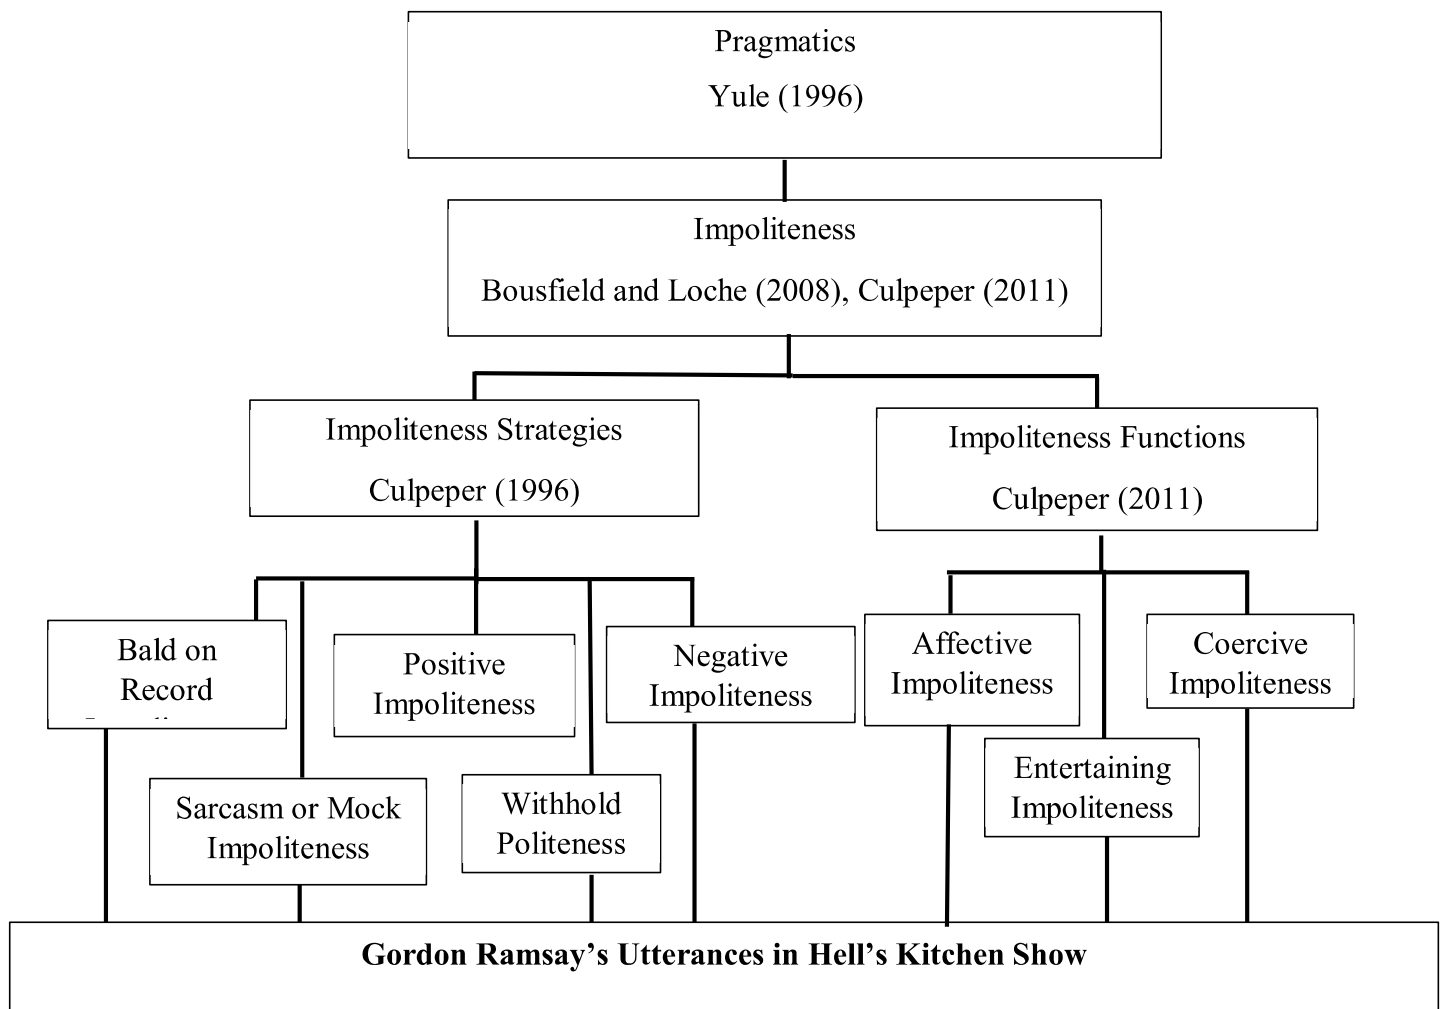 Pragmatics
Yule (1996)
Impoliteness
Bousfield and Loche (2008), Culpeper (2011)
Impoliteness Strategies
Culpeper (1996)
Impoliteness Functions
Culpeper (2011)
Bald on
Record
Positive
Impoliteness
Negative
Impoliteness
Affective
Impoliteness
Coercive
Impoliteness
Sarcasm or Mock
Impoliteness
Withhold
Politeness
Entertaining
Impoliteness
Gordon Ramsay’s Utterances in Hell’s Kitchen Show